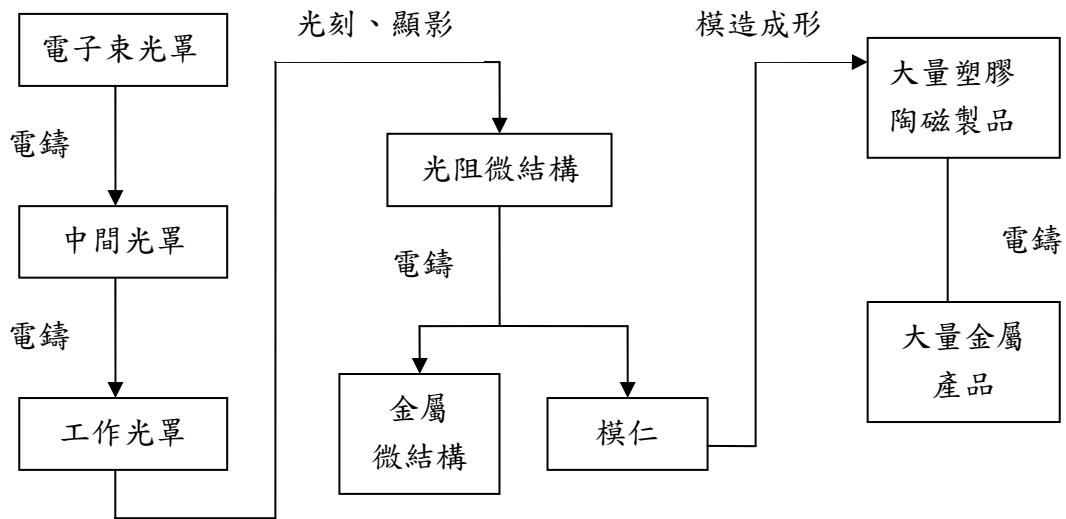 電子束光罩
電鑄
中間光罩
電鑄
工作光罩
光刻、顯影
光阻微結構
電鑄
金屬
微結構
模仁
模造成形
大量塑膠
陶磁製品
電鑄
大量金屬
產品